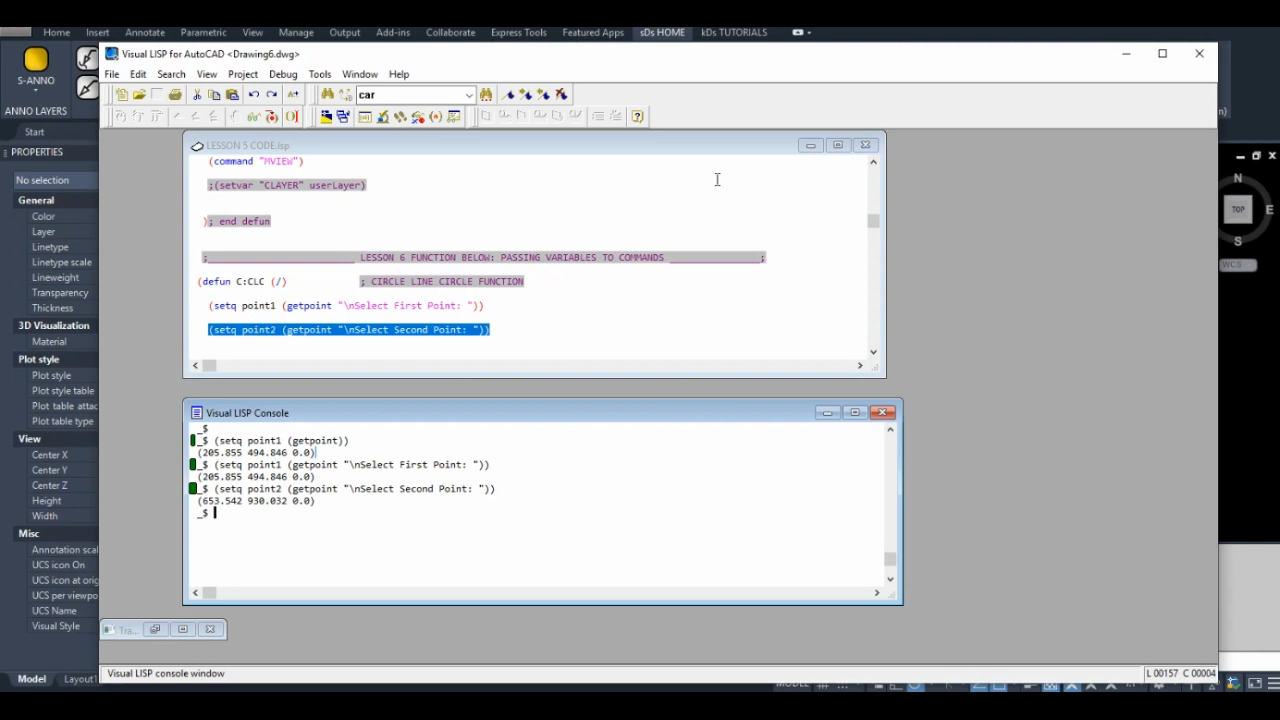 Home Insert Annotate Parametric View Manage Output Add-ins Collaborate Express Tools Featured Apps sDs HOME kDs TUTORIALS
Visual LISP for AutoCAD <Drawing6.dwg>
File Edit Search View Project Debug Tools Window Help
S-ANNO
car
ANNO LAYERS
Start
PROPERTIES
No selection
General
Color
Layer
Linetype
Linetype scale
Lineweight
Transparency
Thickness
3D Visualization
Material
Plot style
Plot style
Plot style table
Plot table attac
Plot table type
View
Center X
Center Y
Center Z
Height
Width
Misc
Annotation scal
UCS icon On
UCS icon at orig
UCS per viewpo
UCS Name
Visual Style
Model Layout1
LESSON 5 CODE.lsp
(command "MVIEW")
;(setvar "CLAYER" userLayer)
); end defun
;________________________ LESSON 6 FUNCTION BELOW: PASSING VARIABLES TO COMMANDS _______________;
(defun C:CLC (/) ; CIRCLE LINE CIRCLE FUNCTION
(setq point1 (getpoint "\nSelect First Point: "))
(setq point2 (getpoint "\nSelect Second Point: "))
Visual LISP Console
_$
_$ (setq point1 (getpoint))
(205.855 494.846 0.0)
_$ (setq point1 (getpoint "\nSelect First Point: "))
(205.855 494.846 0.0)
_$ (setq point2 (getpoint "\nSelect Second Point: "))
(653.542 930.032 0.0)
_$
Tra...
Visual LISP console window
L 00157 C 00004
N
TOP
E
S
WCS